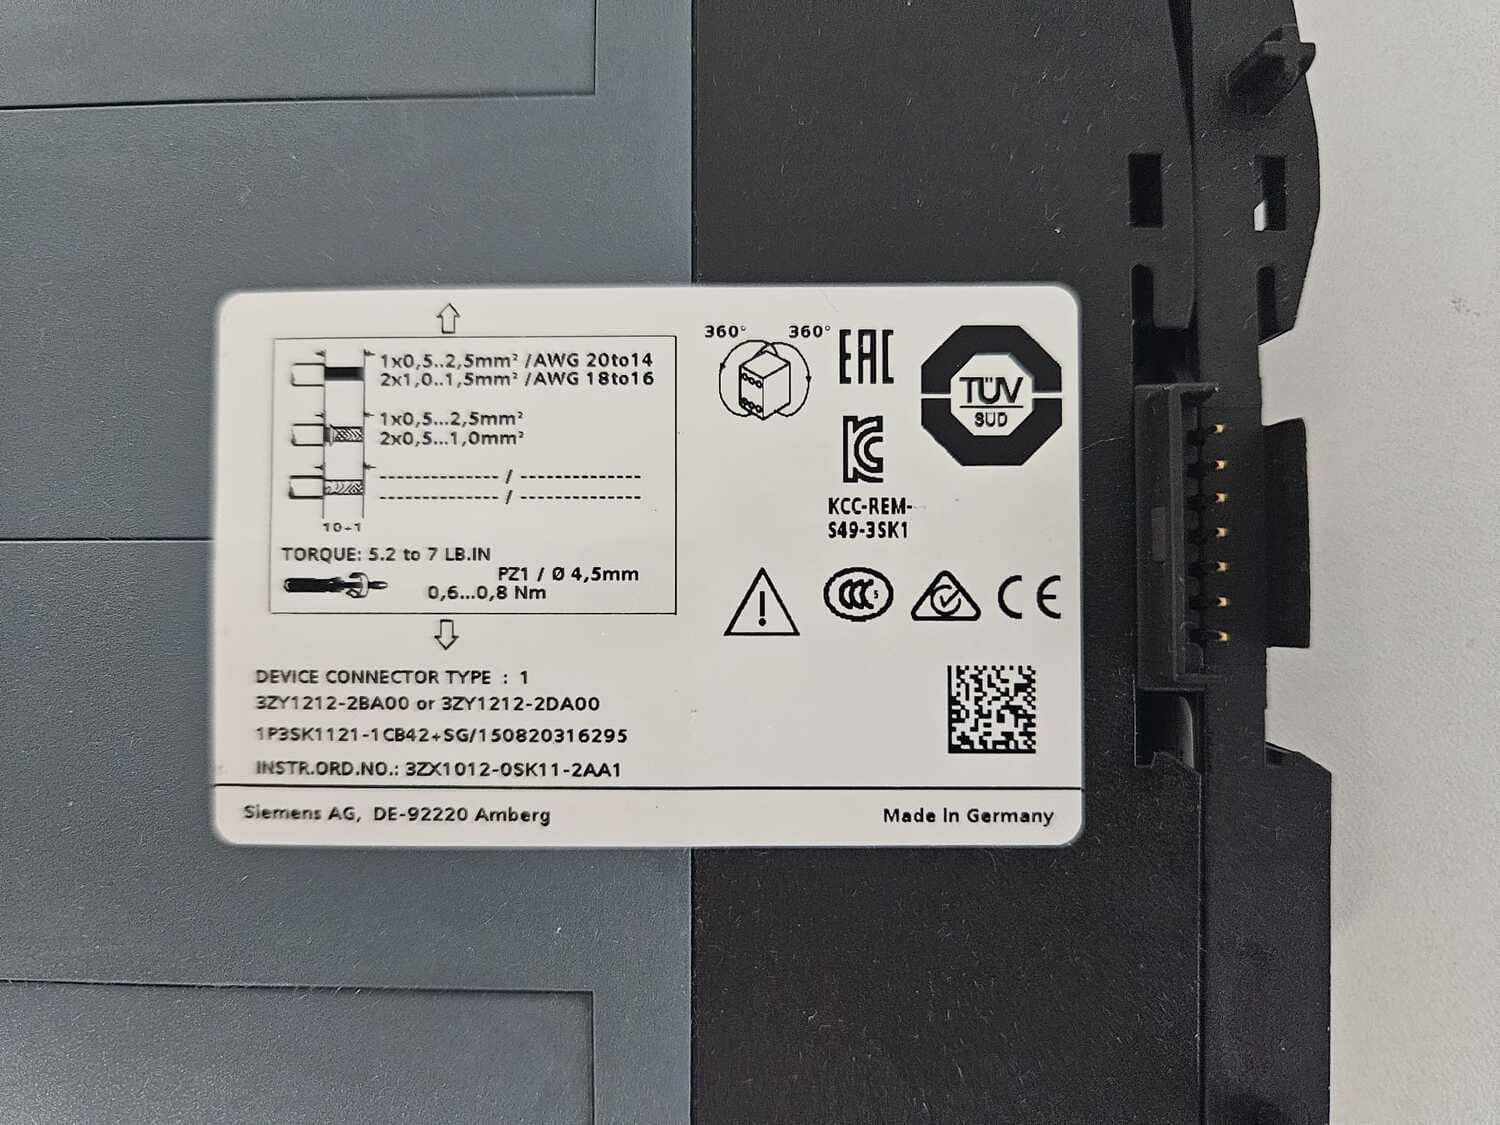 1x0,5..2,5mm² /AWG 20to14
2x1,0..1,5mm² /AWG 18to16
1x0,5...2,5mm²
2x0,5...1,0mm²
--------------- / ---------------
--------------- / ---------------
10-1
TORQUE: 5.2 to 7 LB.IN
PZ1 / Ø 4,5mm
0,6...0,8 Nm
360° 360°
EAC
TÜV
SÜD
KCC-REM-
S49-3SK1
!
CCC S
CE
DEVICE CONNECTOR TYPE : 1
3ZY1212-2BA00 or 3ZY1212-2DA00
1P3SK1121-1CB42+SG/150820316295
INSTR.ORD.NO.: 3ZX1012-0SK11-2AA1
Siemens AG, DE-92220 Amberg
Made In Germany